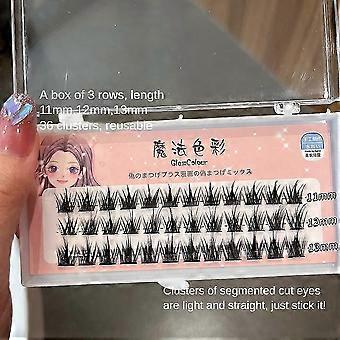 A box of 3 rows, length
11mm,12mm,13mm
36 clusters, reusable
魔法色彩
GlamColour
11mm
12mm
13mm
Clusters of segmented cut eyes
are light and straight, just stick it!